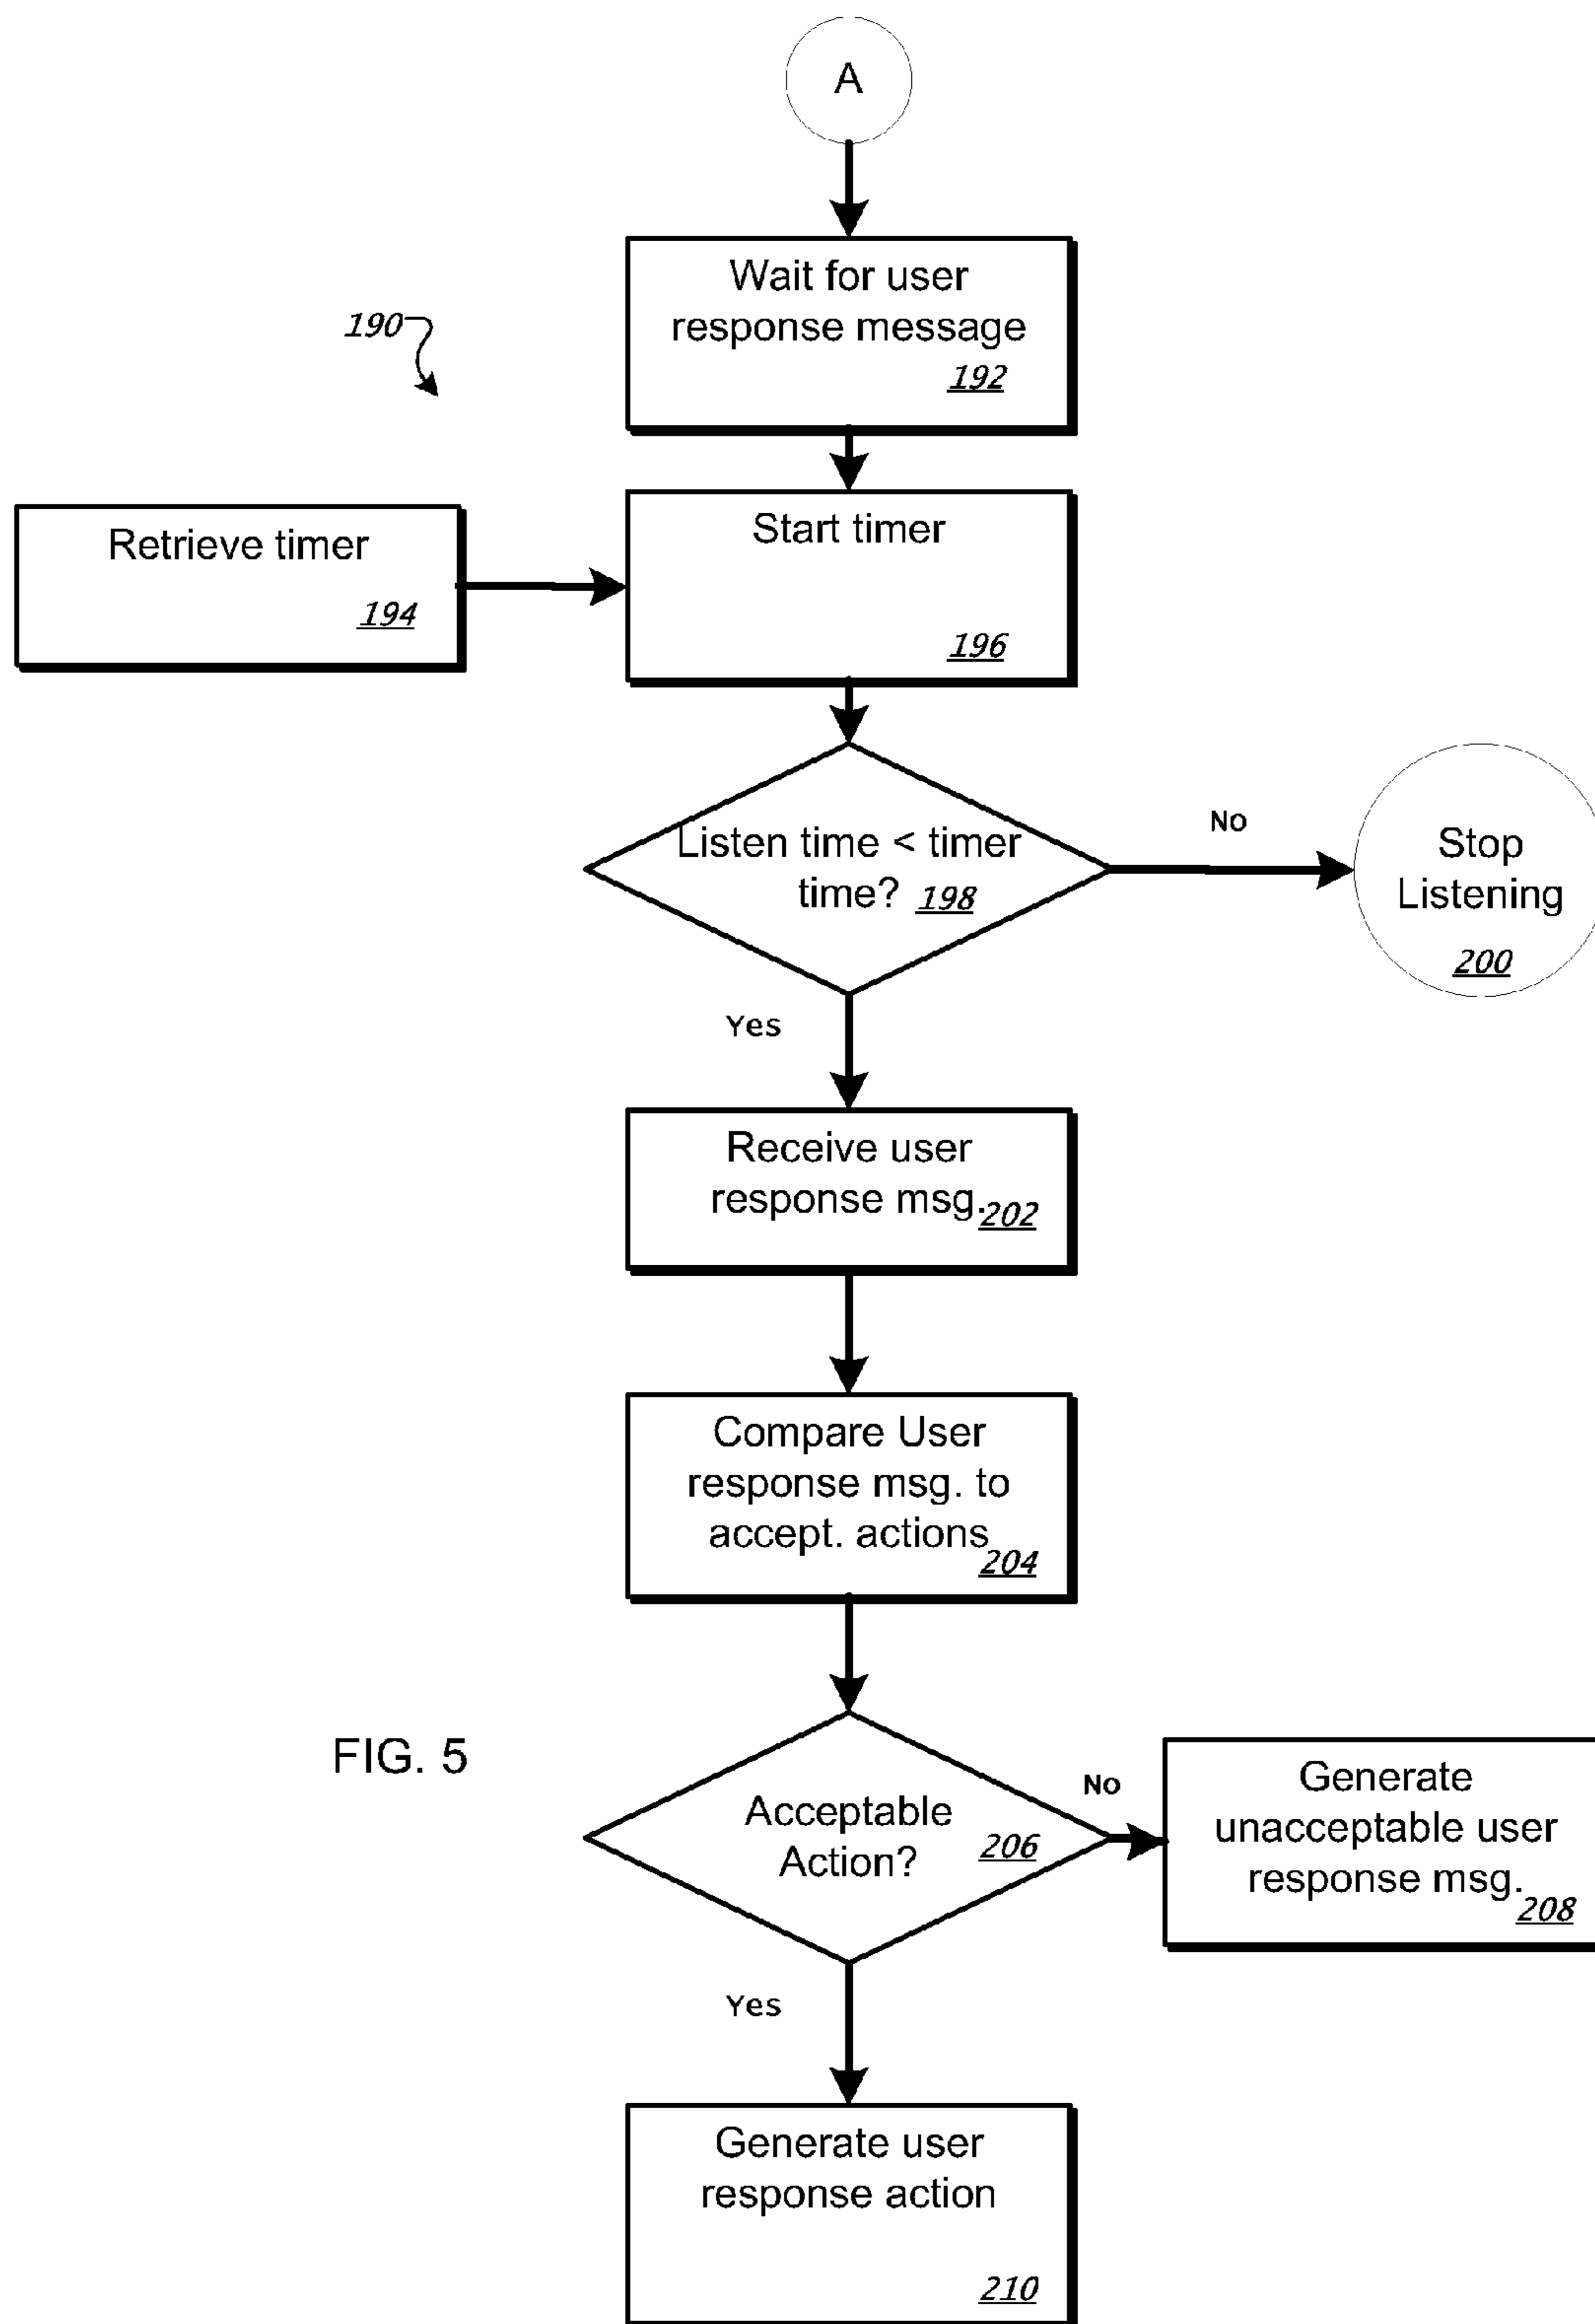 A
Wait for user
response message
192
190
Retrieve timer
194
Start timer
196
Listen time < timer
time? 198
No
Stop
Listening
200
Yes
Receive user
response msg. 202
Compare User
response msg. to
accept. actions
204
FIG. 5
Acceptable
Action?
206
No
Generate
unacceptable user
response msg.
208
Yes
Generate user
response action
210